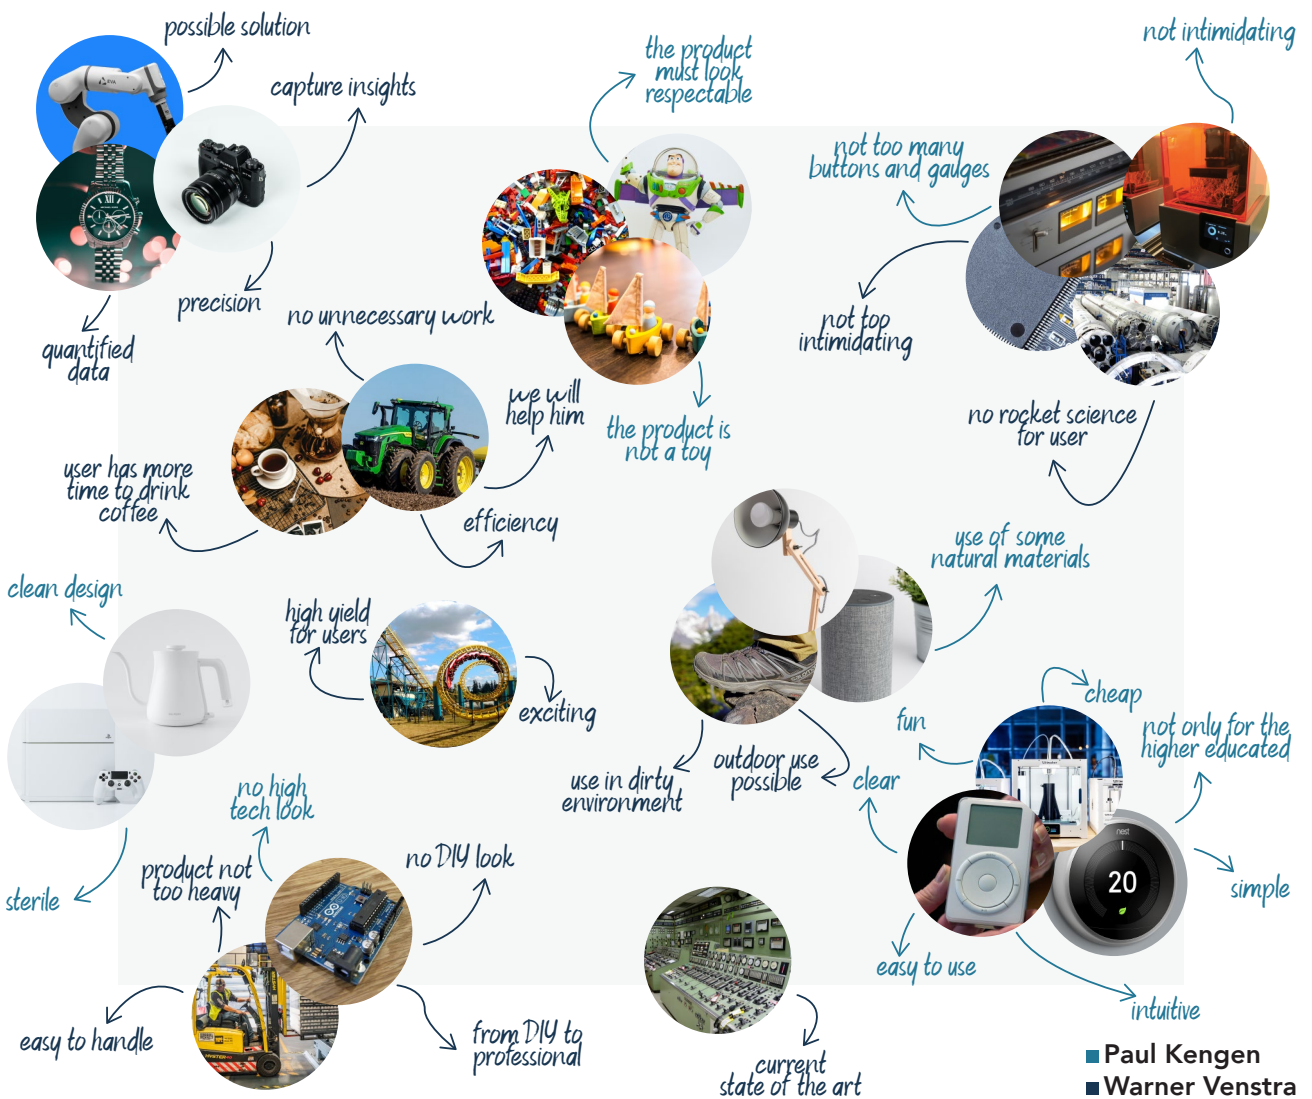 possible solution
capture insights
the product
must look
respectable
not intimidating
not too many
buttons and gauges
EVA
precision
quantified
data
no unnecessary work
not too
intimidating
we will
help him
the product is
not a toy
no rocket science
for user
user has more
time to drink
coffee
efficiency
use of some
natural materials
clean design
high yield
for users
exciting
cheap
fun
not only for the
higher educated
use in dirty
environment
outdoor use
possible
clear
no high
tech look
product not
too heavy
no DIY look
sterile
nest
20
simple
easy to use
intuitive
easy to handle
from DIY to
professional
current
state of the art
Paul Kengen
Warner Venstra